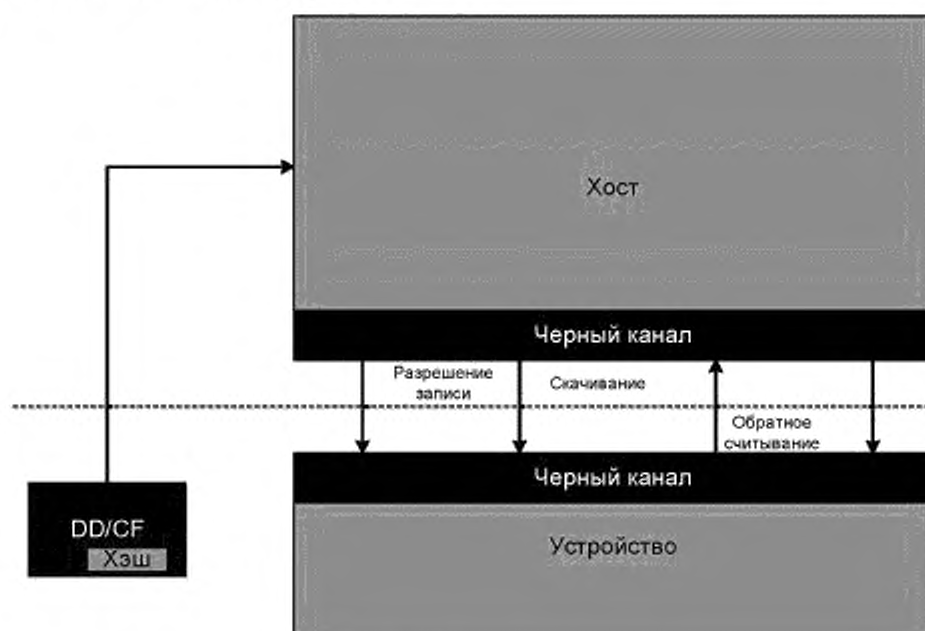 Хост
Черный канал
Разрешение
записи
Скачивание
Обратное
считывание
Черный канал
DD/CF
Хэш
Устройство